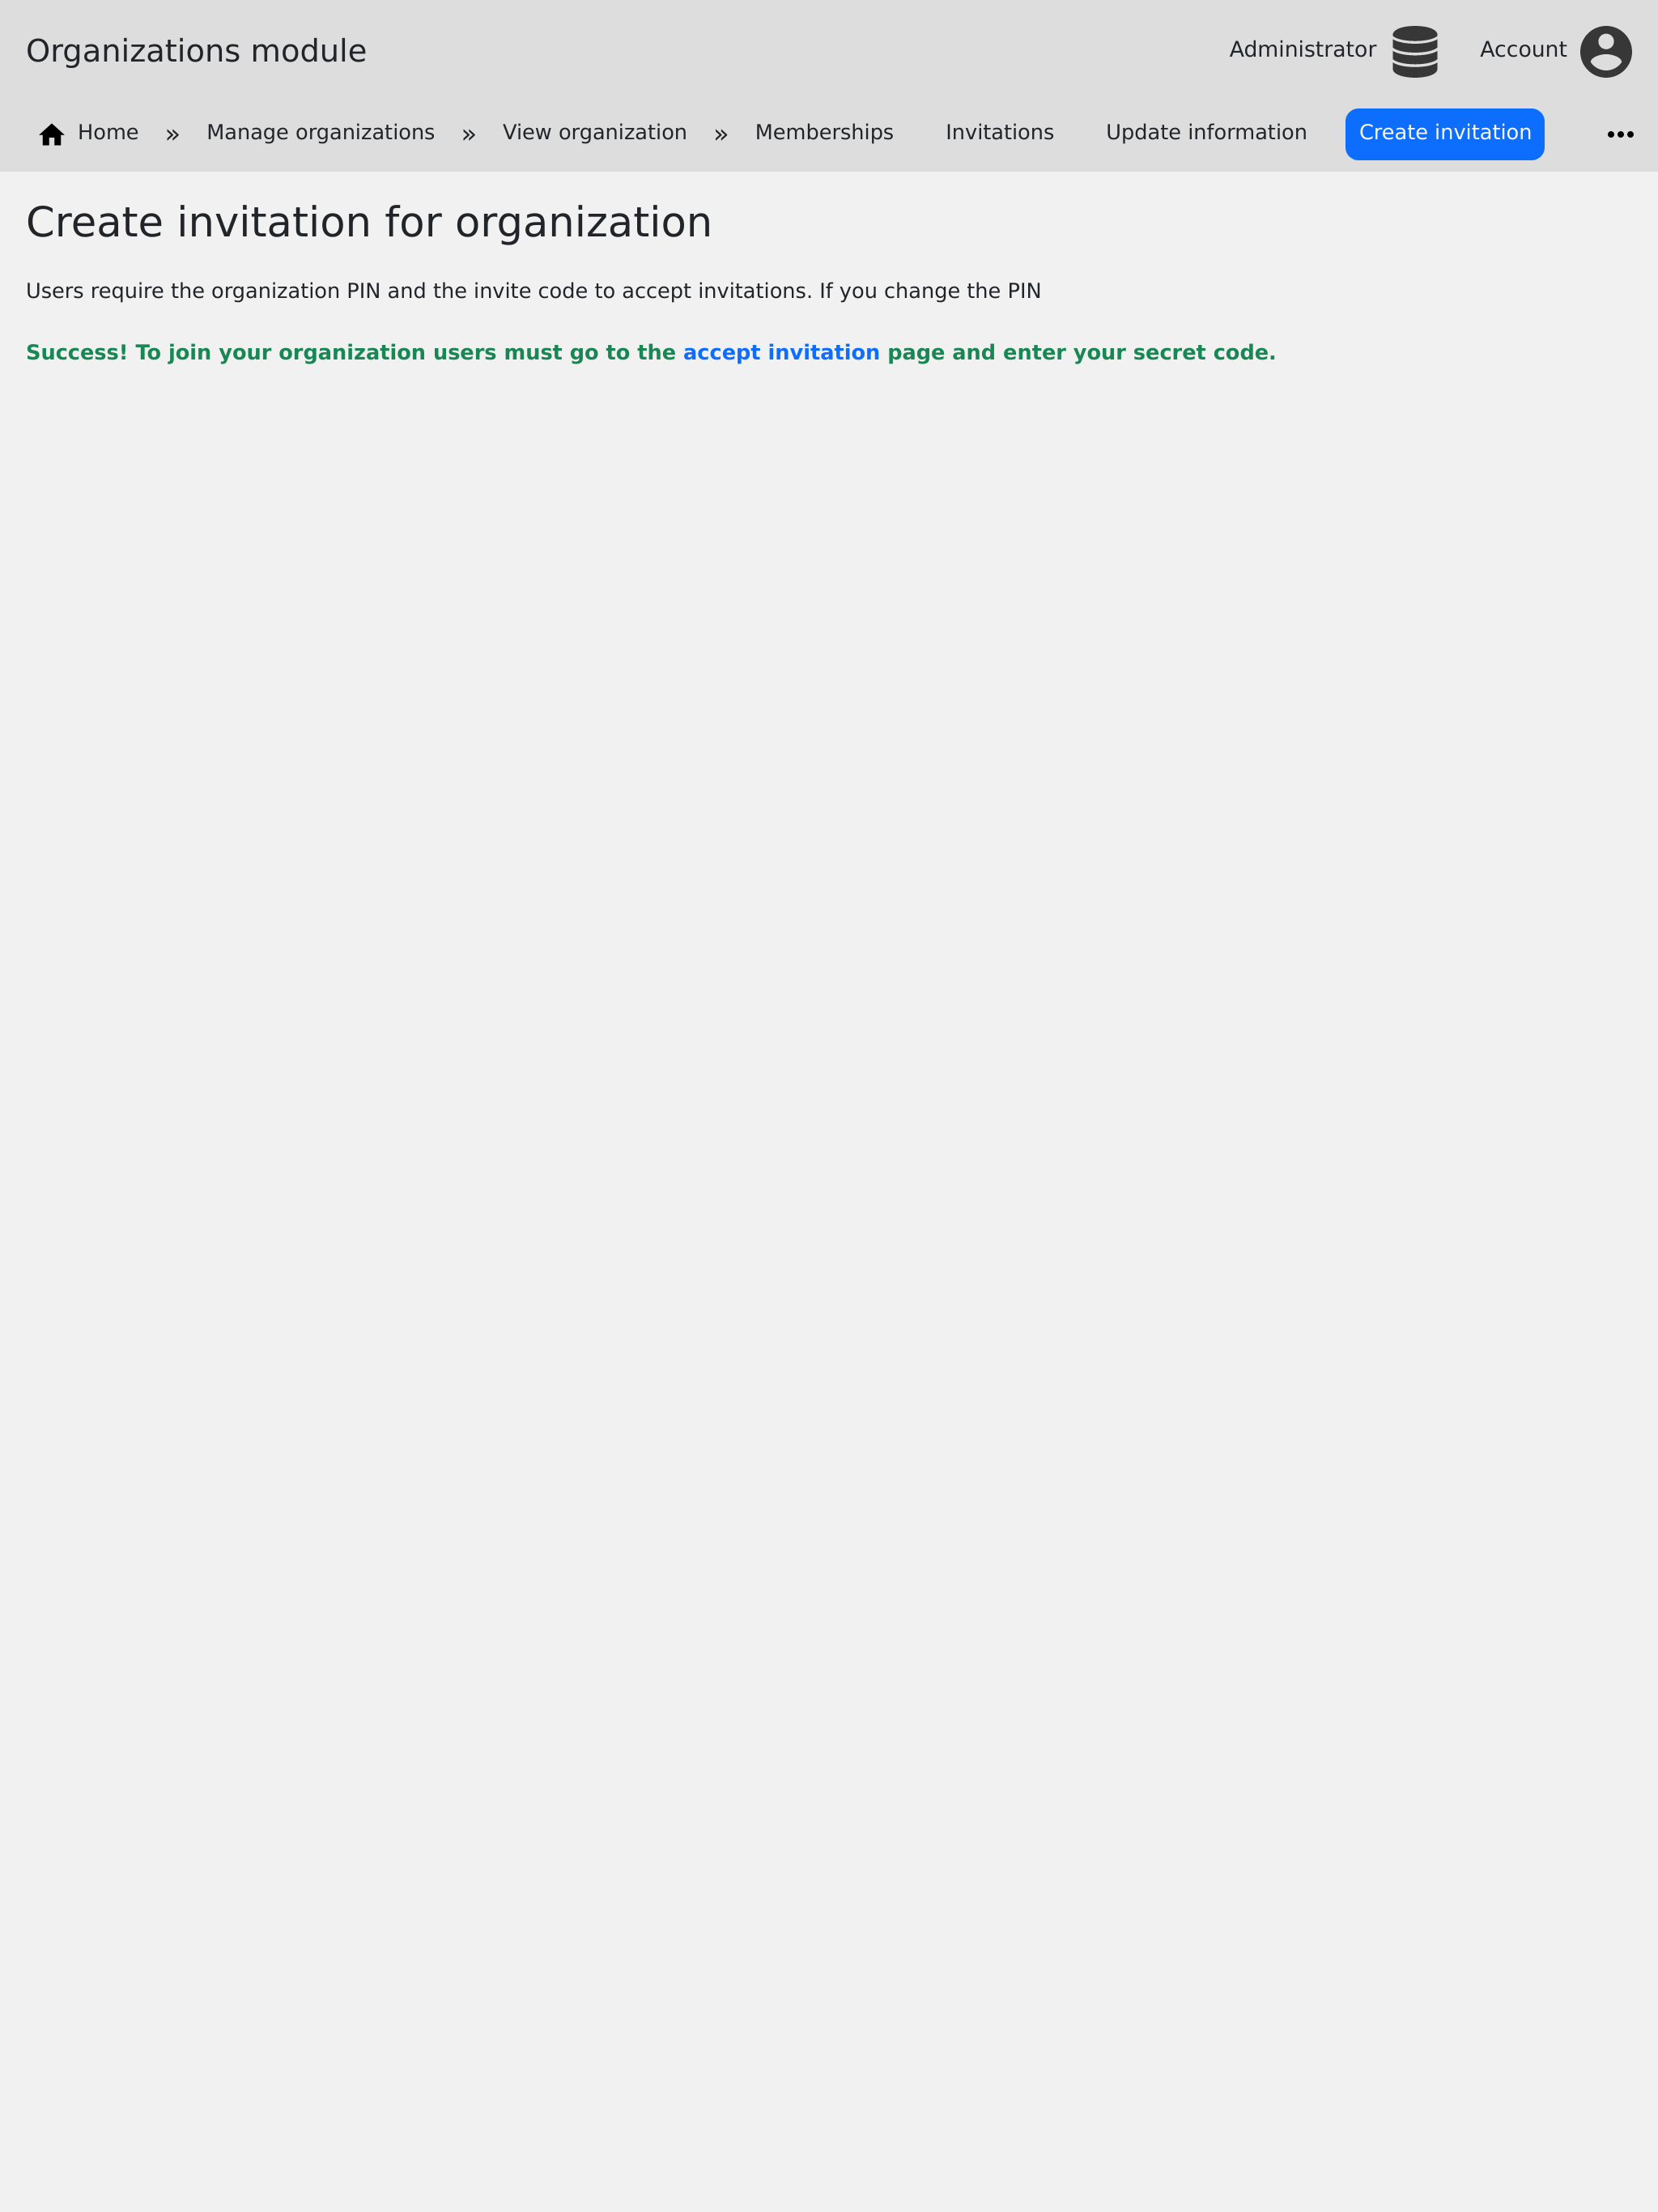 Organizations module
Administrator
Account
Home » Manage organizations » View organization » Memberships Invitations Update information Create invitation •••
Create invitation for organization
Users require the organization PIN and the invite code to accept invitations. If you change the PIN
Success! To join your organization users must go to the accept invitation page and enter your secret code.